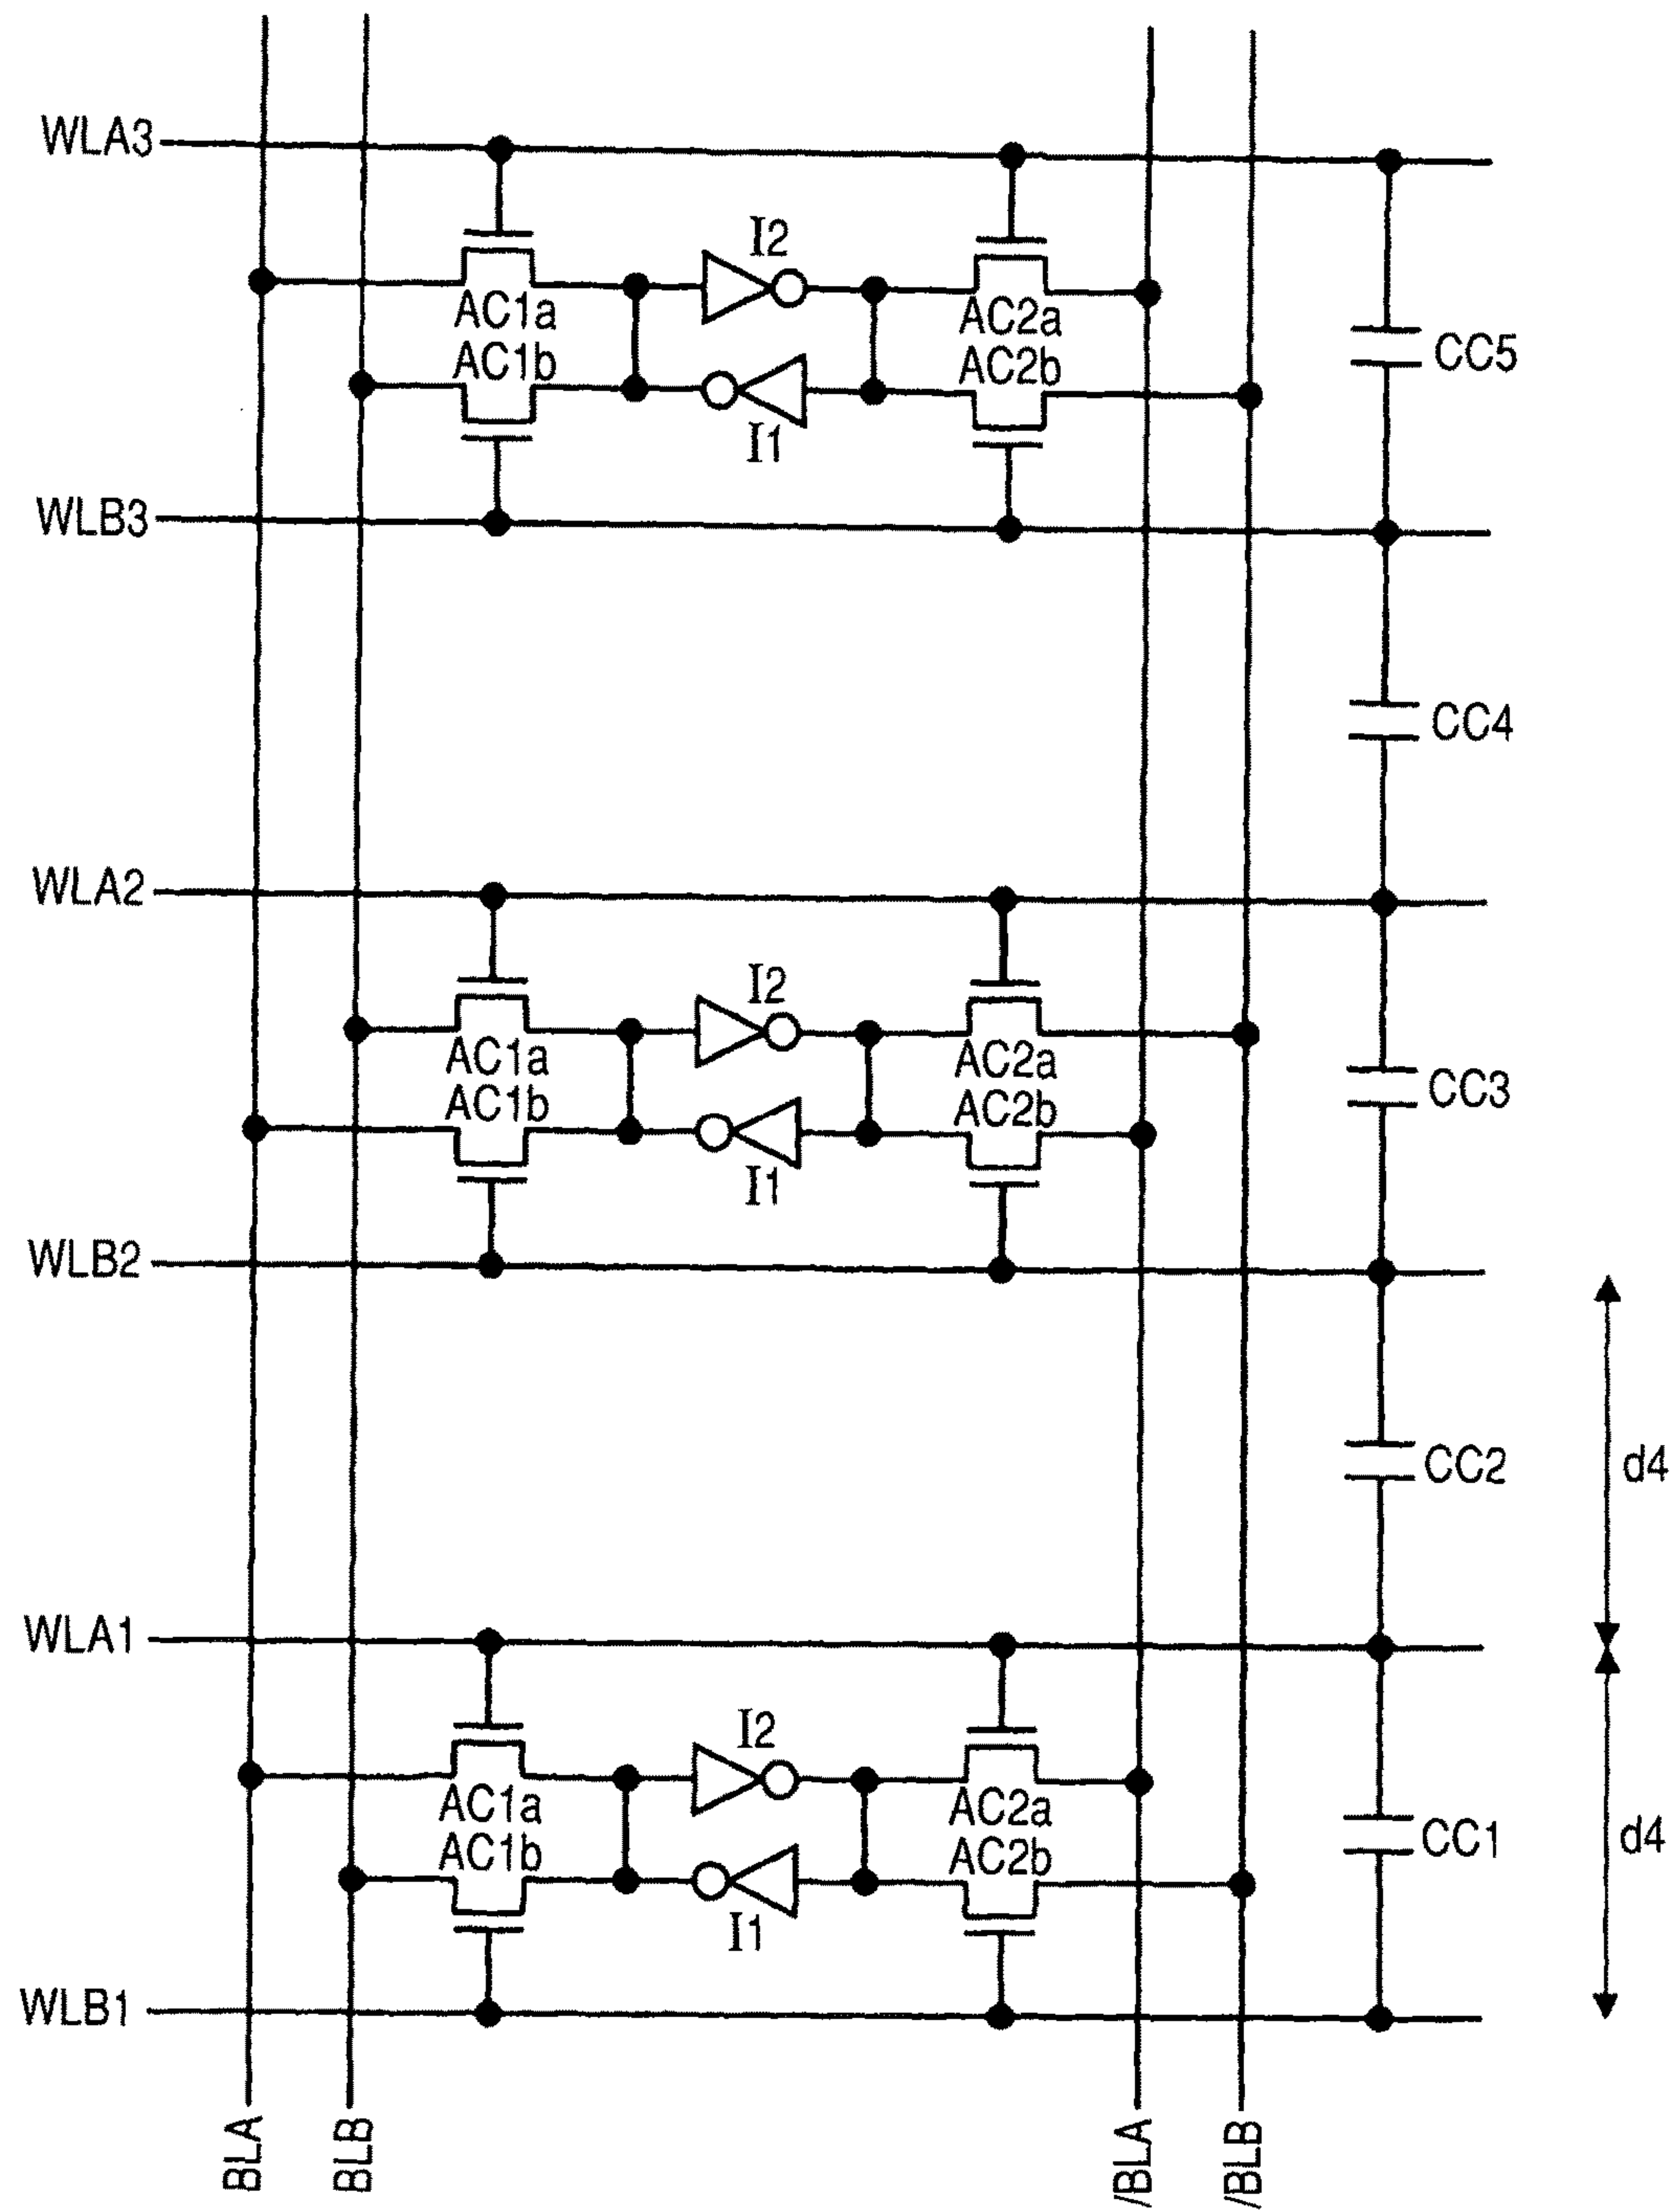 WLA3
I2
AC1a
AC2a
CC5
AC1b
AC2b
I1
WLB3
CC4
WLA2
I2
AC1a
AC2a
CC3
AC1b
AC2b
I1
WLB2
CC2
d4
WLA1
I2
AC1a
AC2a
CC1
d4
AC1b
AC2b
I1
WLB1
BLA
BLB
/BLA
/BLB